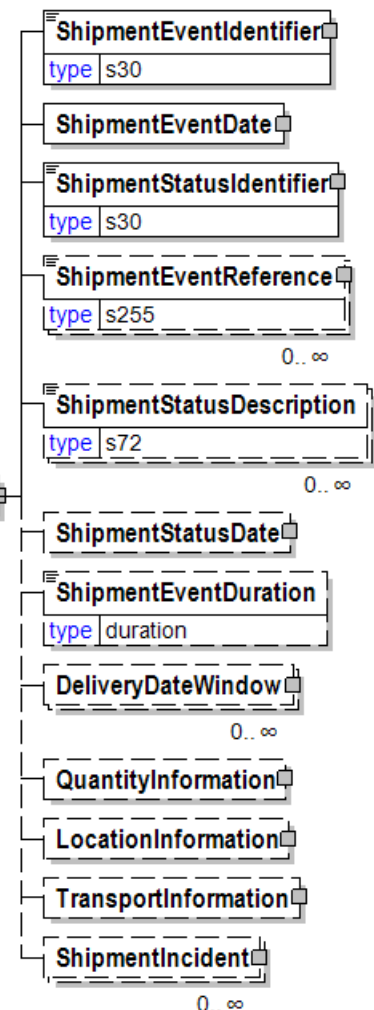 ShipmentEventIdentifier
type s30
ShipmentEventDate
ShipmentStatusIdentifier
type s30
ShipmentEventReference
type s255
0.. ∞
ShipmentStatusDescription
type s72
0.. ∞
ShipmentStatusDate
ShipmentEventDuration
type duration
DeliveryDateWindow
0.. ∞
QuantityInformation
LocationInformation
TransportInformation
ShipmentIncident
0.. ∞